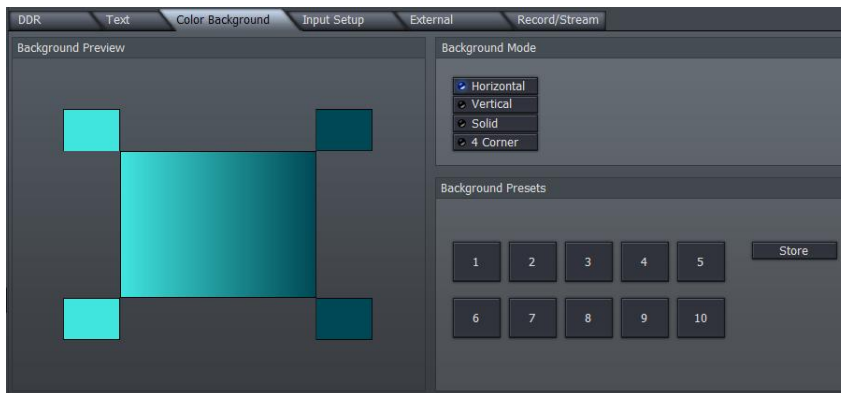 DDR Text Color Background Input Setup External Record/Stream
Background Preview
Background Mode
Horizontal
Vertical
Solid
4 Corner
Background Presets
1 2 3 4 5 Store
6 7 8 9 10